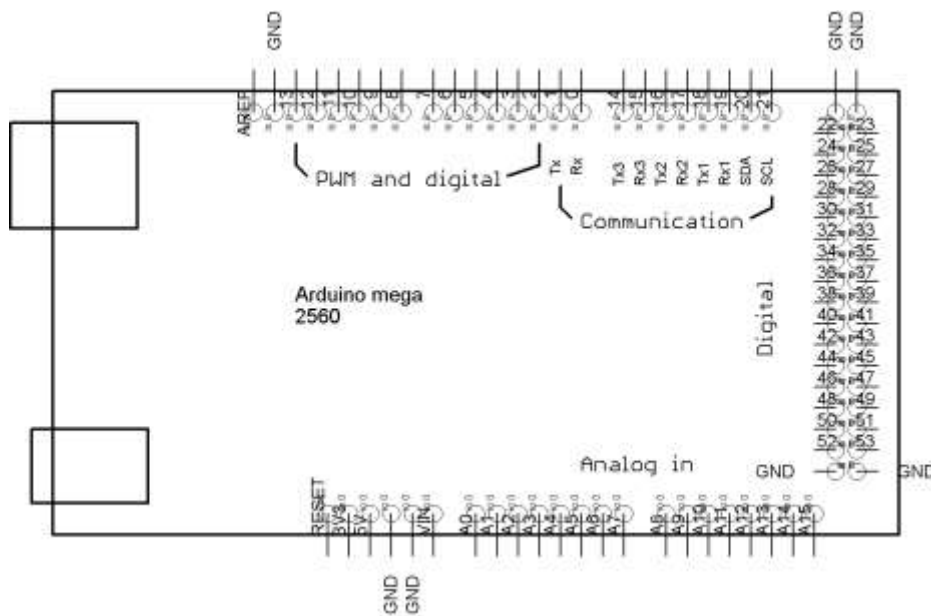 GND
GND
GND
AREF
13
12
11
10
9
8
7
6
5
4
3
2
1
0
14
15
16
17
18
19
20
21
Tx
Rx
Tx3
Rx3
Tx2
Rx2
Tx1
Rx1
SDA
SCL
PWM and digital
Communication
22 23
24 25
26 27
28 29
30 31
32 33
34 35
36 37
38 39
40 41
42 43
44 45
46 47
48 49
50 51
52 53
GND GND
Arduino mega
2560
Digital
Analog in
RESET
3V3
5V
GND
GND
VIN
A0
A1
A2
A3
A4
A5
A6
A7
A8
A9
A10
A11
A12
A13
A14
A15